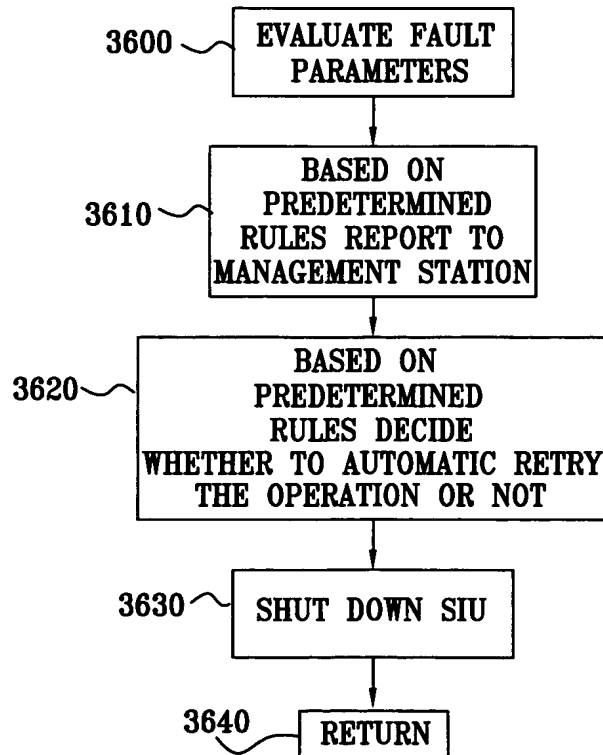 3600
EVALUATE FAULT
PARAMETERS
3610
BASED ON
PREDETERMINED
RULES REPORT TO
MANAGEMENT STATION
3620
BASED ON
PREDETERMINED
RULES DECIDE
WHETHER TO AUTOMATIC RETRY
THE OPERATION OR NOT
3630
SHUT DOWN SIU
3640
RETURN